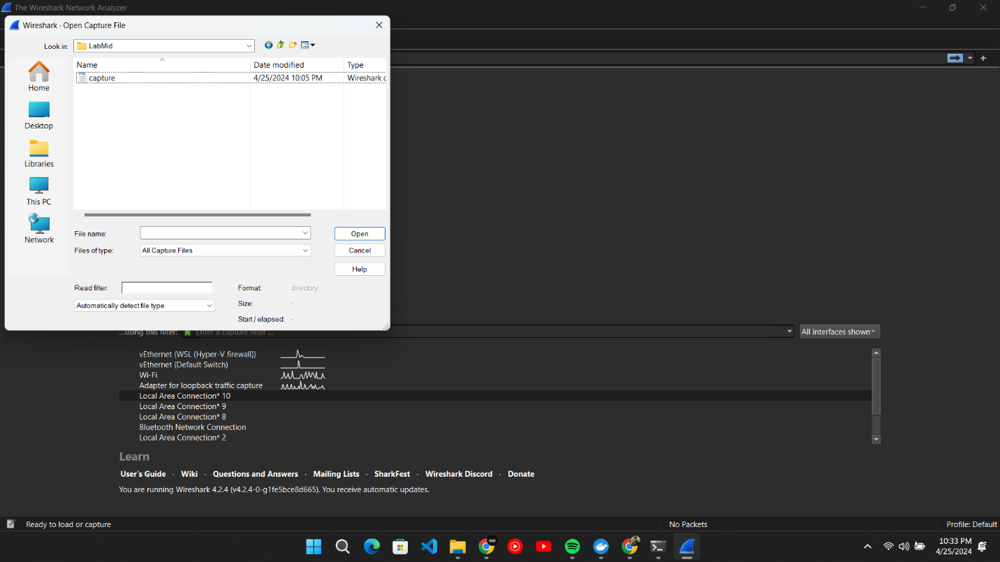 The Wireshark Network Analyzer
Wireshark · Open Capture File
Look in: LabMid
Name Date modified Type
capture 4/25/2024 10:05 PM Wireshark c
Home
Desktop
Libraries
This PC
Network
File name: Open
Files of type: All Capture Files Cancel
Help
Read filter: Format: directory
Automatically detect file type Size: -
Start / elapsed: -
...using this filter: Enter a capture filter ... All interfaces shown
vEthernet (WSL (Hyper-V firewall))
vEthernet (Default Switch)
Wi-Fi
Adapter for loopback traffic capture
Local Area Connection* 10
Local Area Connection* 9
Local Area Connection* 8
Bluetooth Network Connection
Local Area Connection* 2
Learn
User's Guide · Wiki · Questions and Answers · Mailing Lists · SharkFest · Wireshark Discord · Donate
You are running Wireshark 4.2.4 (v4.2.4-0-g1fe5bce8d665). You receive automatic updates.
Ready to load or capture No Packets Profile: Default
10:33 PM
4/25/2024